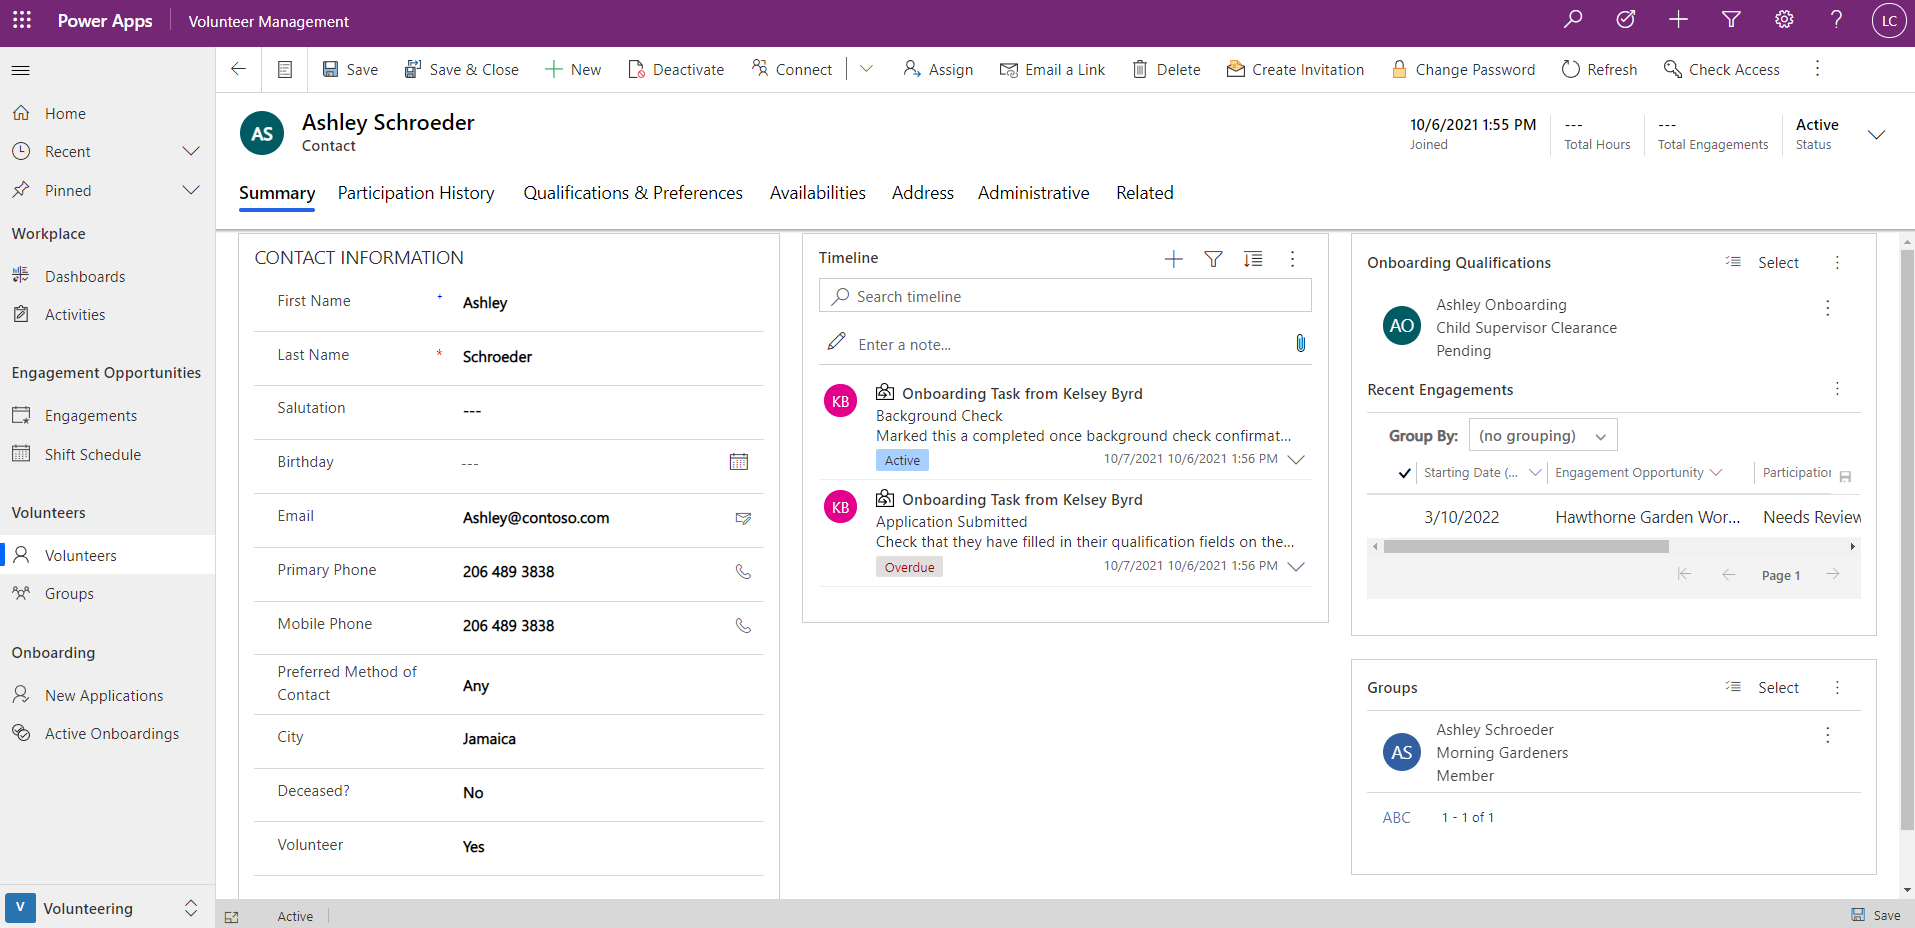 Power Apps
Volunteer Management
LC
Save
Save & Close
New
Deactivate
Connect
Assign
Email a Link
Delete
Create Invitation
Change Password
Refresh
Check Access
Home
Recent
Pinned
Workplace
Dashboards
Activities
Engagement Opportunities
Engagements
Shift Schedule
Volunteers
Volunteers
Groups
Onboarding
New Applications
Active Onboardings
V
Volunteering
AS
Ashley Schroeder
Contact
10/6/2021 1:55 PM
Joined
---
Total Hours
---
Total Engagements
Active
Status
Summary
Participation History
Qualifications & Preferences
Availabilities
Address
Administrative
Related
CONTACT INFORMATION
First Name + Ashley
Last Name * Schroeder
Salutation ---
Birthday ---
Email Ashley@contoso.com
Primary Phone 206 489 3838
Mobile Phone 206 489 3838
Preferred Method of
Contact
Any
City Jamaica
Deceased? No
Volunteer Yes
Timeline
Search timeline
Enter a note...
KB
Onboarding Task from Kelsey Byrd
Background Check
Marked this a completed once background check confirmat...
Active
10/7/2021 10/6/2021 1:56 PM
KB
Onboarding Task from Kelsey Byrd
Application Submitted
Check that they have filled in their qualification fields on the...
Overdue
10/7/2021 10/6/2021 1:56 PM
Onboarding Qualifications
Select
AO
Ashley Onboarding
Child Supervisor Clearance
Pending
Recent Engagements
Group By: (no grouping)
Starting Date (...
Engagement Opportunity
Participation
3/10/2022
Hawthorne Garden Wor...
Needs Review
Page 1
Groups
Select
AS
Ashley Schroeder
Morning Gardeners
Member
ABC
1 - 1 of 1
Active
Save